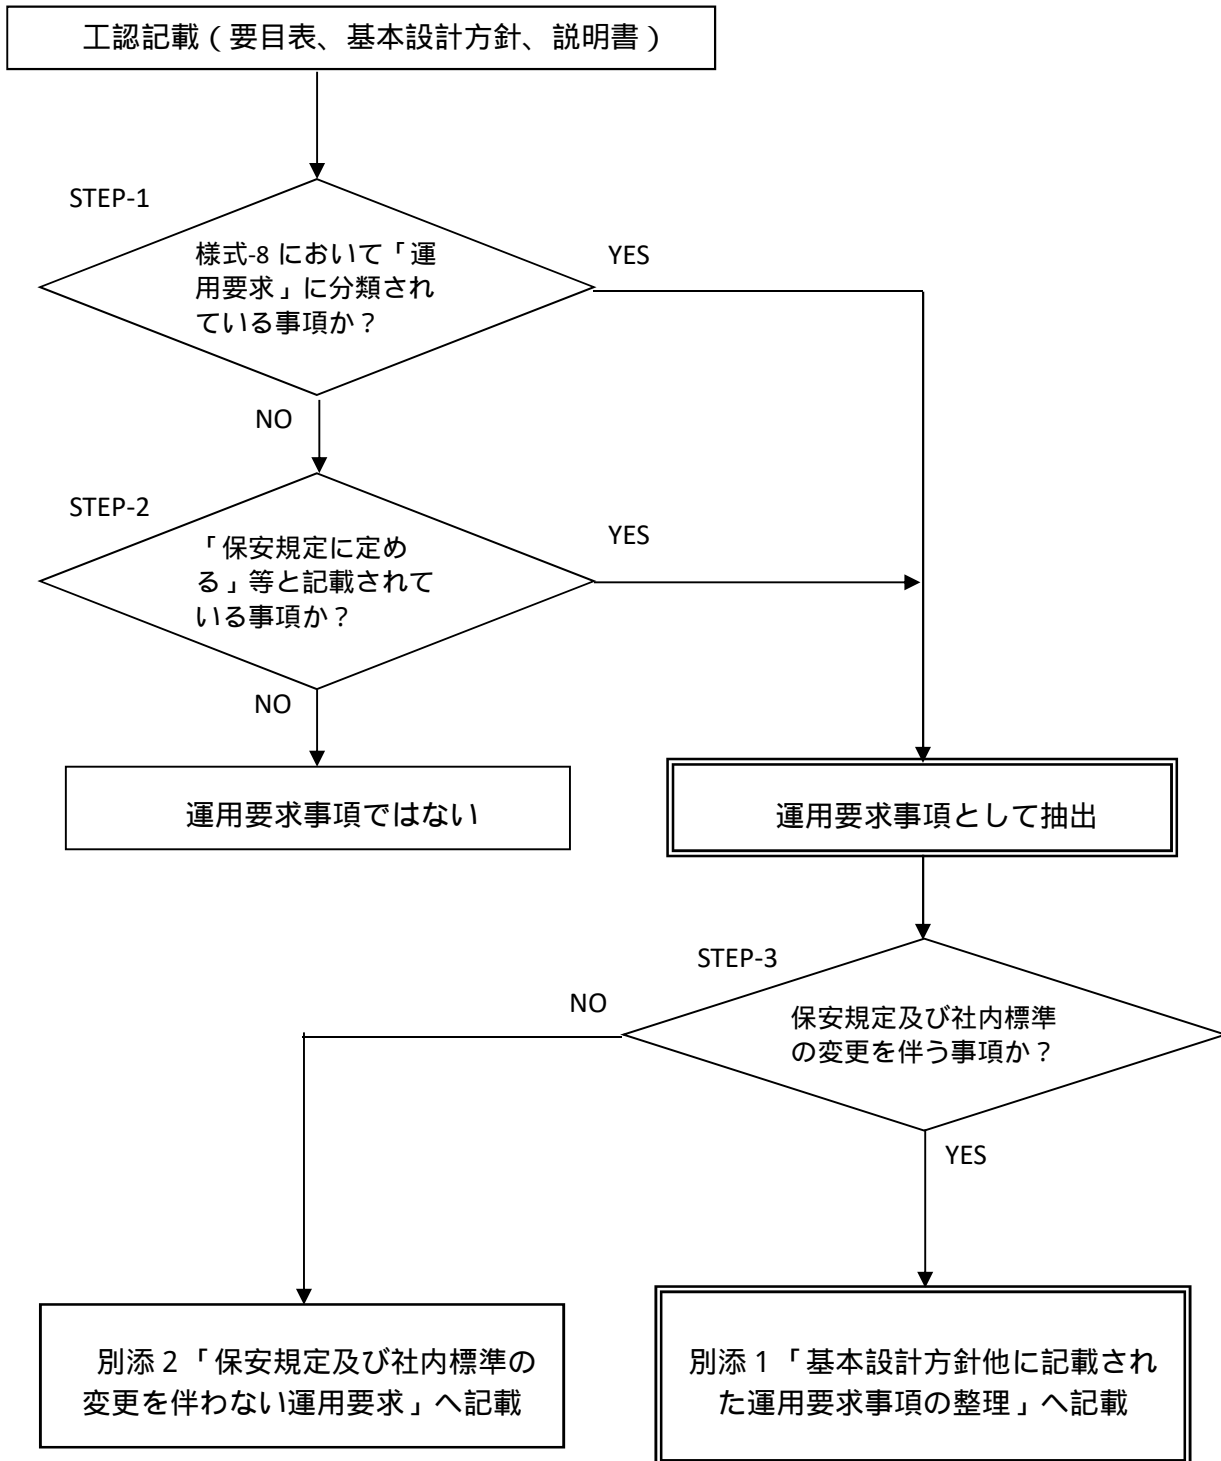 工認記載（要目表、基本設計方針、説明書）
STEP-1
様式-8 において「運
用要求」に分類され
ている事項か？
YES
NO
STEP-2
「保安規定に定め
る」等と記載されて
いる事項か？
YES
NO
運用要求事項ではない
運用要求事項として抽出
STEP-3
保安規定及び社内標準
の変更を伴う事項か？
NO
YES
別添 2 「保安規定及び社内標準の
変更を伴わない運用要求」へ記載
別添 1 「基本設計方針他に記載され
た運用要求事項の整理」へ記載